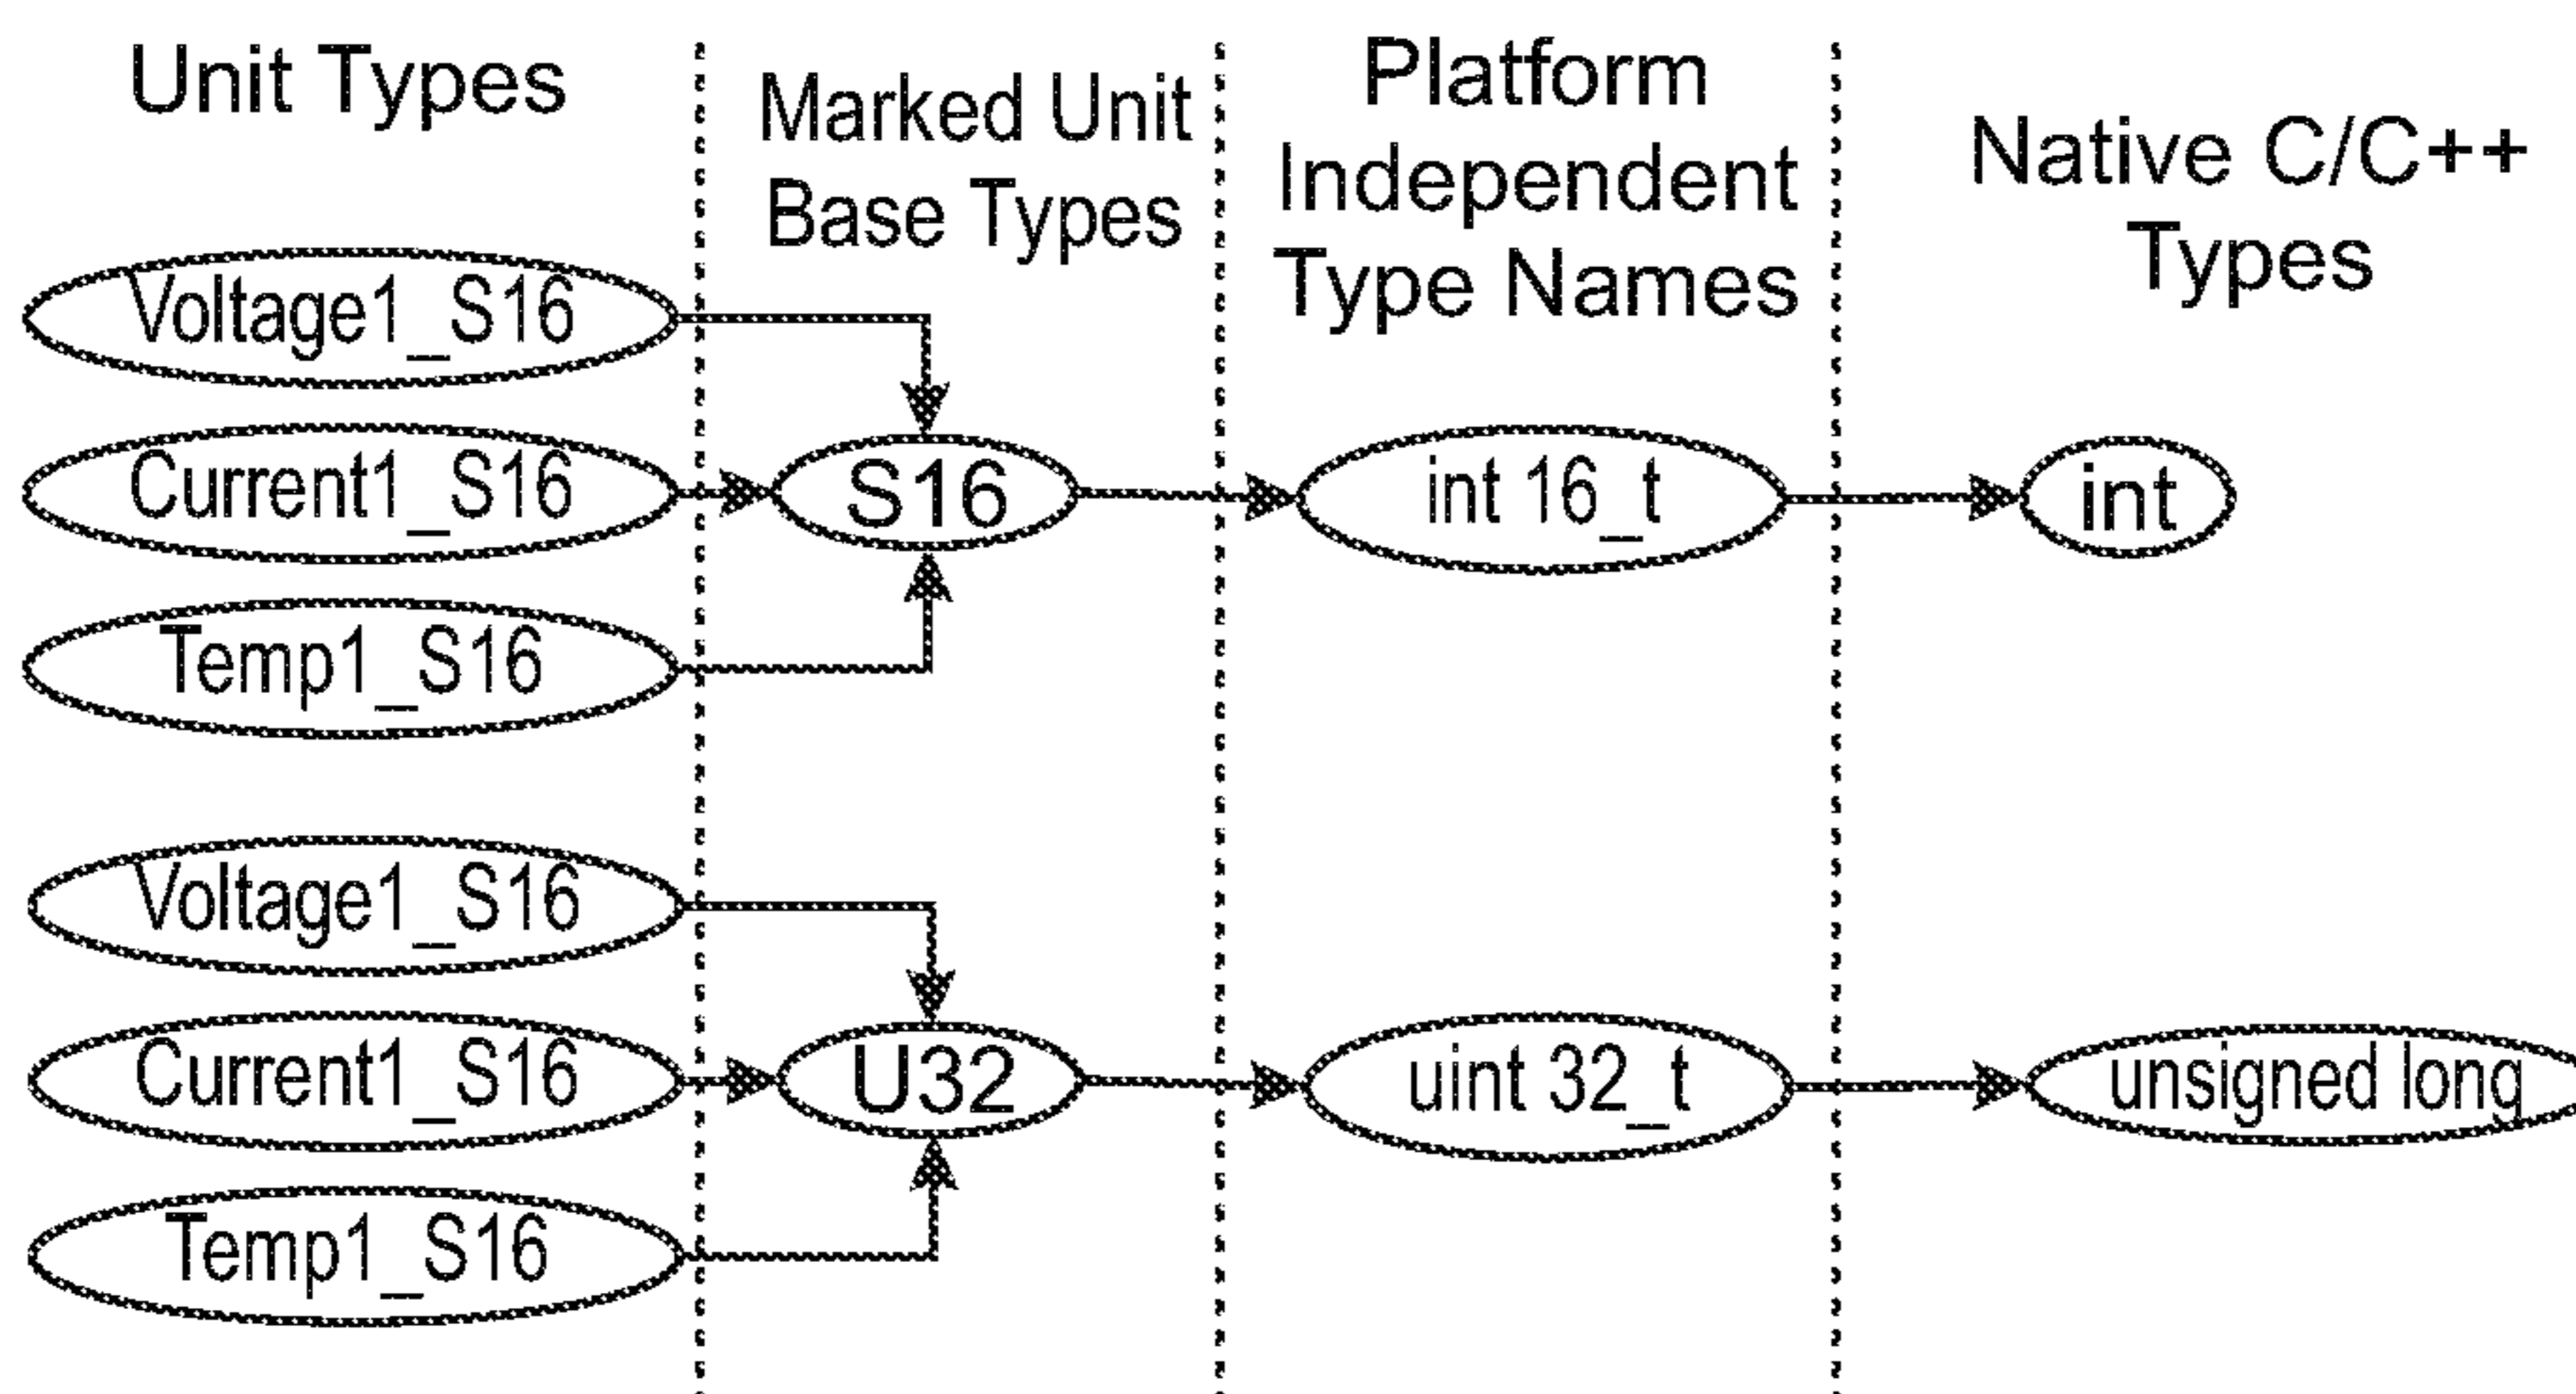 Unit Types
Marked Unit
Base Types
Platform
Independent
Type Names
Native C/C++
Types
Voltage1_S16
Current1_S16
Temp1_S16
S16
int 16_t
int
Voltage1_S16
Current1_S16
Temp1_S16
U32
uint 32_t
unsigned long